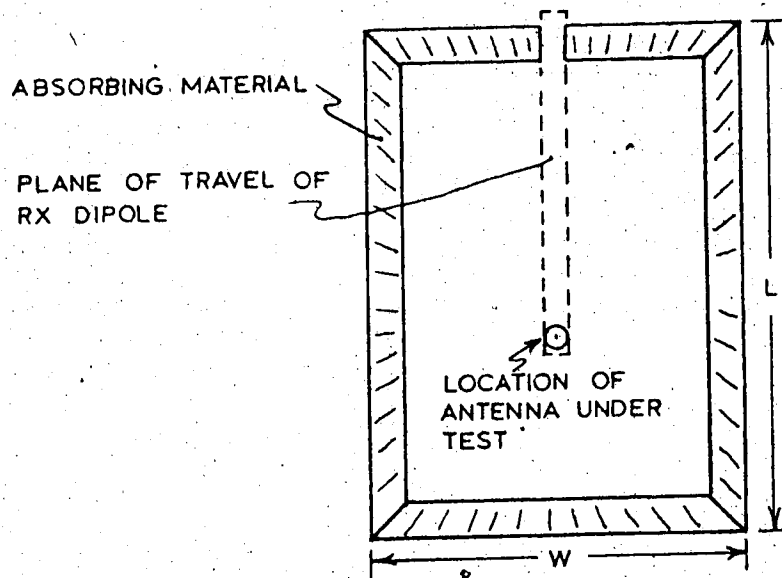 ABSORBING MATERIAL
PLANE OF TRAVEL OF
RX DIPOLE
L
LOCATION OF
ANTENNA UNDER
TEST
W